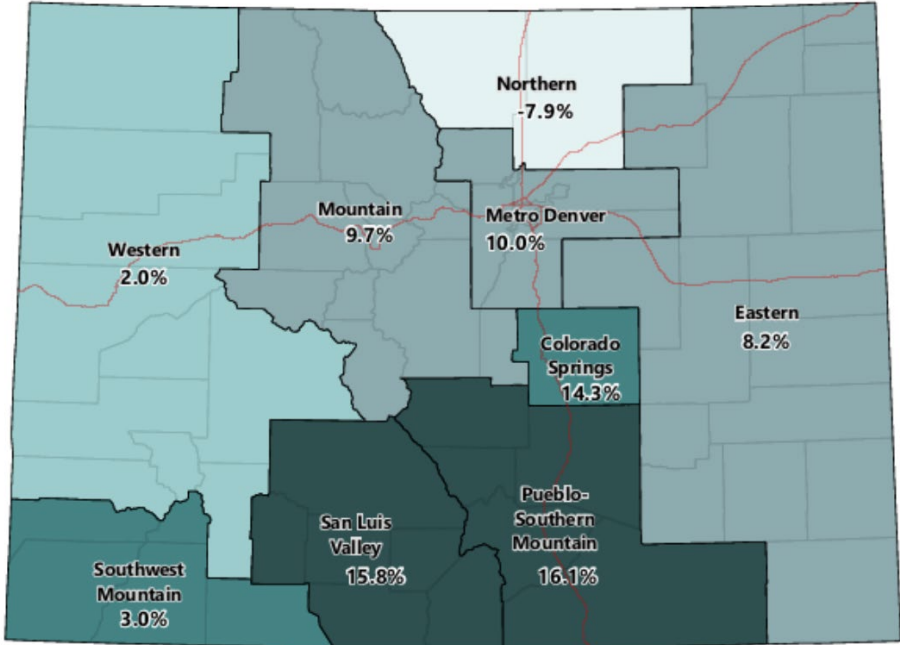 Northern
-7.9%
Mountain
9.7%
Metro Denver
10.0%
Western
2.0%
Eastern
8.2%
Colorado
Springs
14.3%
Pueblo-
Southern
Mountain
16.1%
San Luis
Valley
15.8%
Southwest
Mountain
3.0%